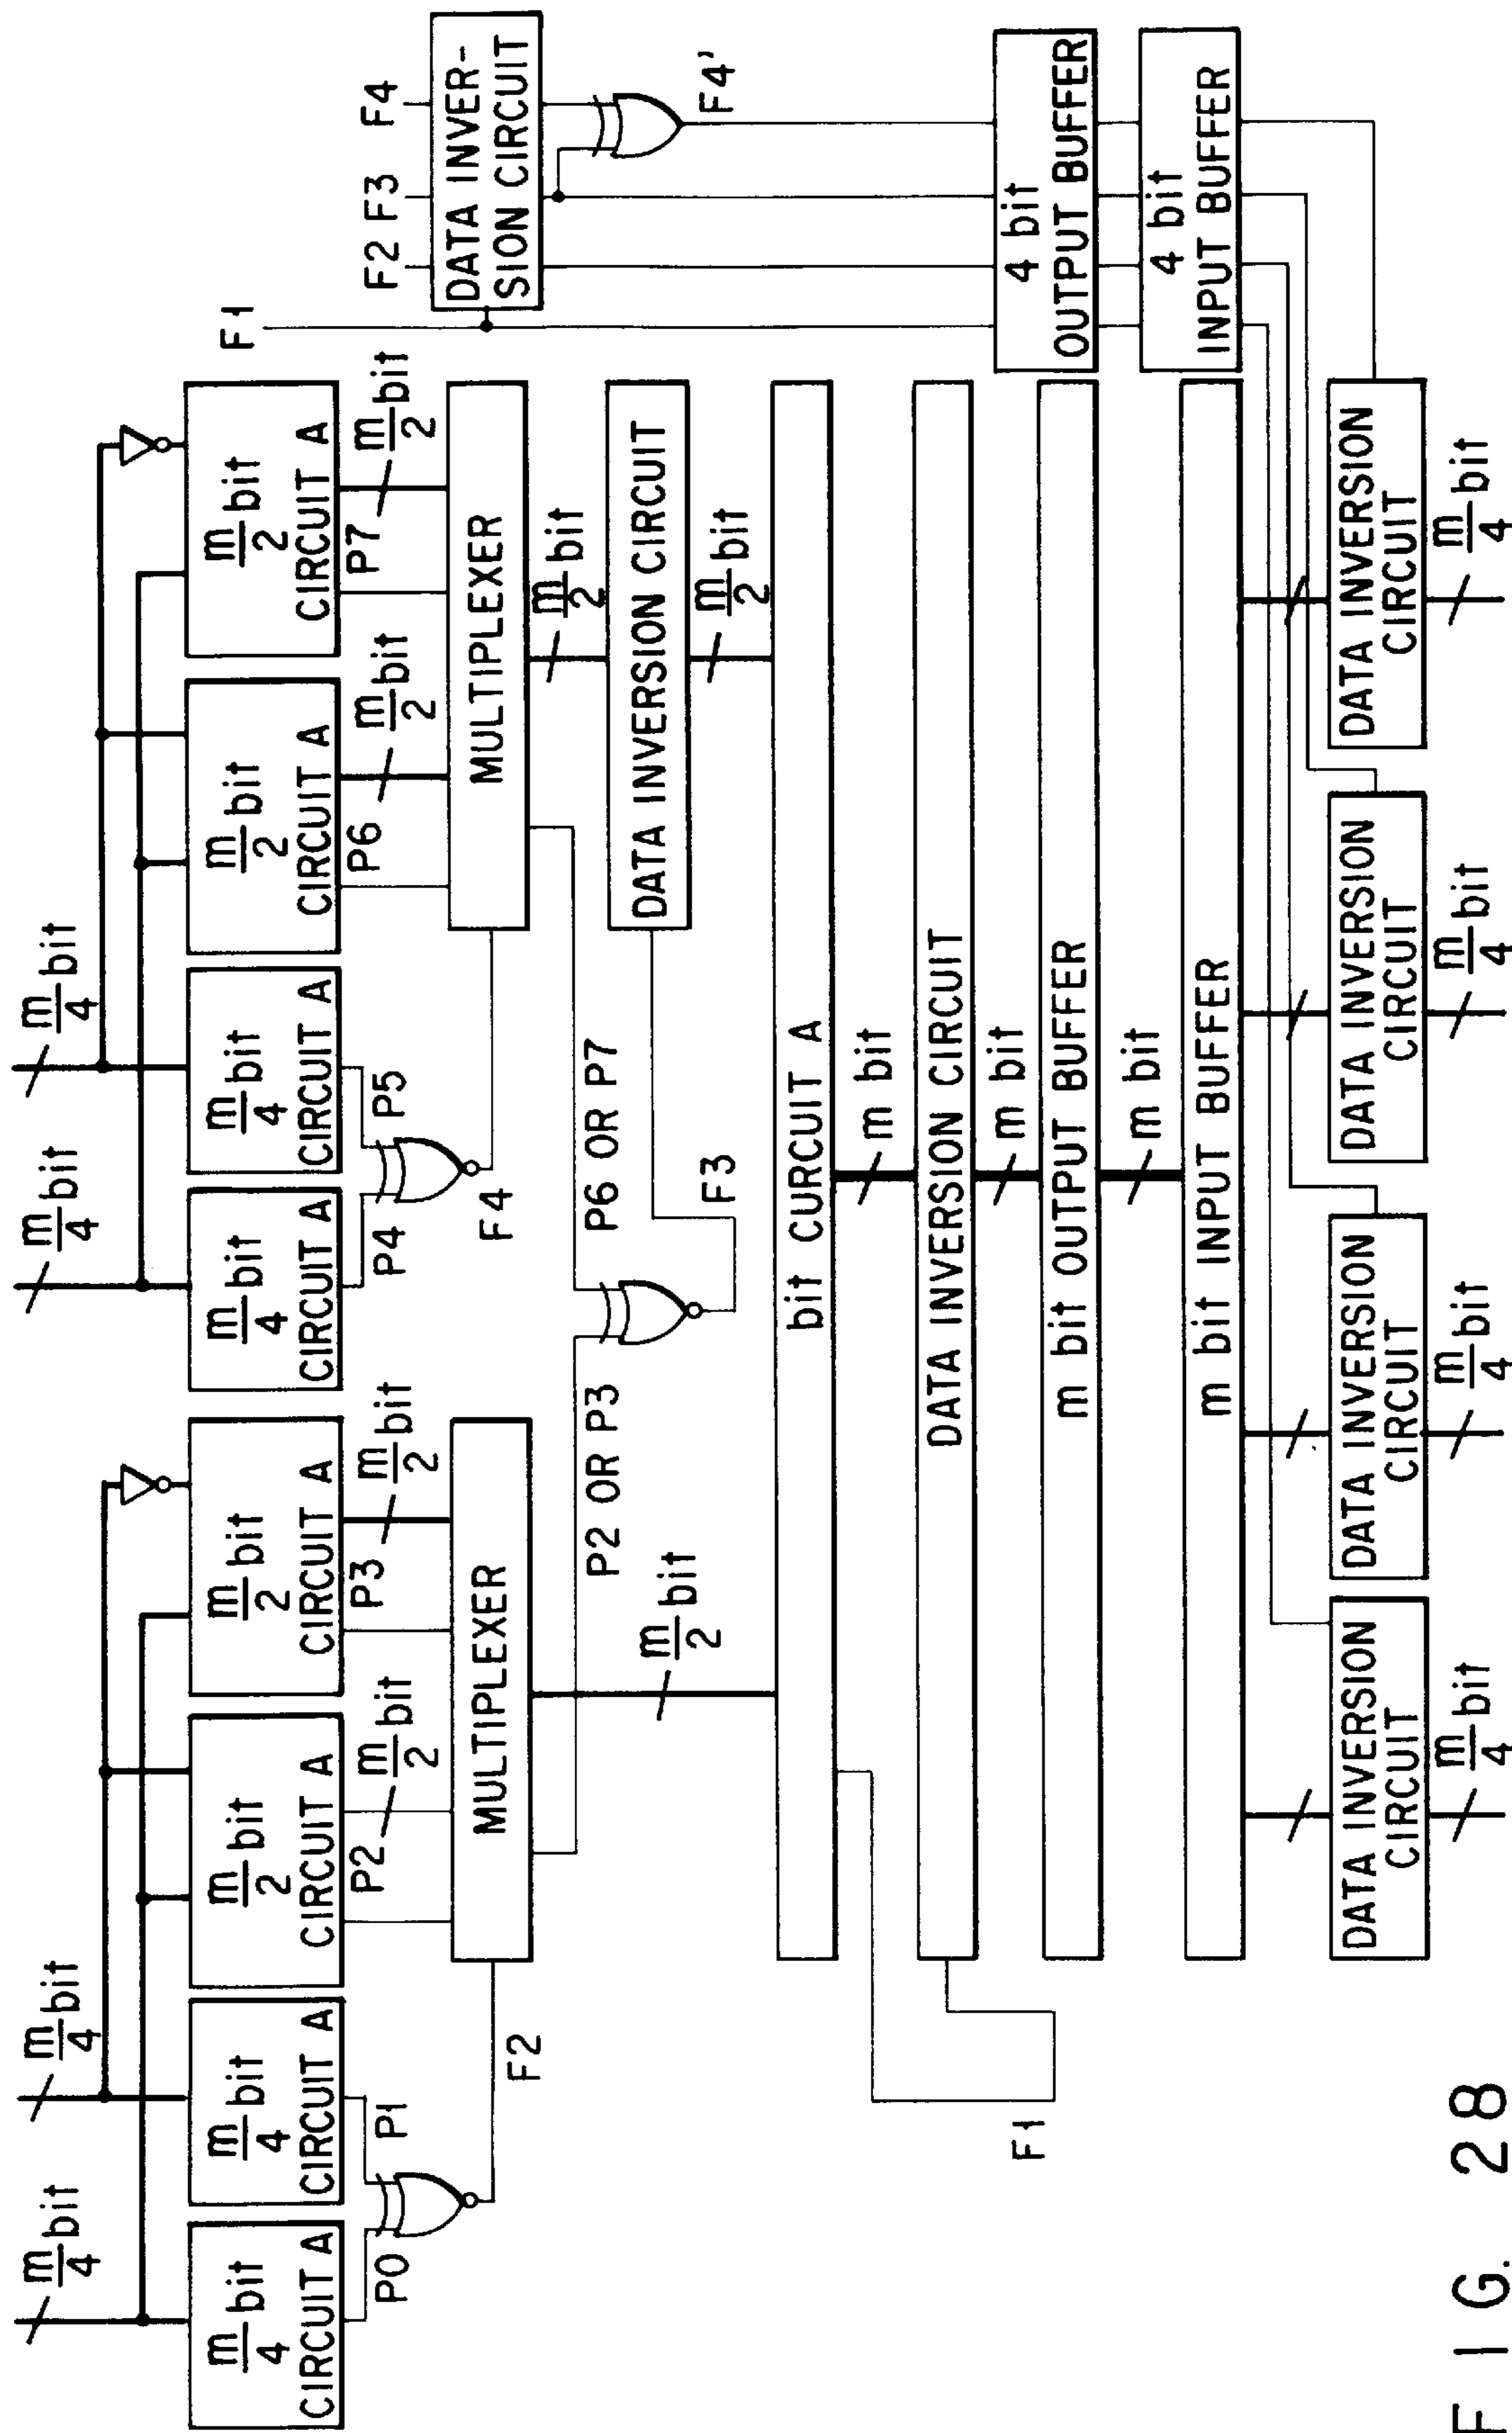 m/4 bit
m/4 bit
m/4 bit
m/4 bit
m/4 bit
CIRCUIT A
m/4 bit
CIRCUIT A
m/2 bit
CIRCUIT A
m/2 bit
CIRCUIT A
m/4 bit
CIRCUIT A
m/4 bit
CIRCUIT A
m/2 bit
CIRCUIT A
m/2 bit
CIRCUIT A
F1
F2 F3
F4
P0
P1
P2
m/2 bit
P3
m/2 bit
P4
P5
P6
m/2 bit
P7
m/2 bit
DATA INVER-
SION CIRCUIT
F2
MULTIPLEXER
F4
MULTIPLEXER
P2 OR P3
P6 OR P7
m/2 bit
F4'
m/2 bit
F3
DATA INVERSION CIRCUIT
m/2 bit
bit CURCUIT A
m bit
F1
DATA INVERSION CIRCUIT
m bit
m bit OUTPUT BUFFER
4 bit
OUTPUT BUFFER
m bit
m bit INPUT BUFFER
4 bit
INPUT BUFFER
DATA INVERSION
CIRCUIT
DATA INVERSION
CIRCUIT
DATA INVERSION
CIRCUIT
DATA INVERSION
CIRCUIT
m/4 bit
m/4 bit
m/4 bit
m/4 bit
FIG. 28